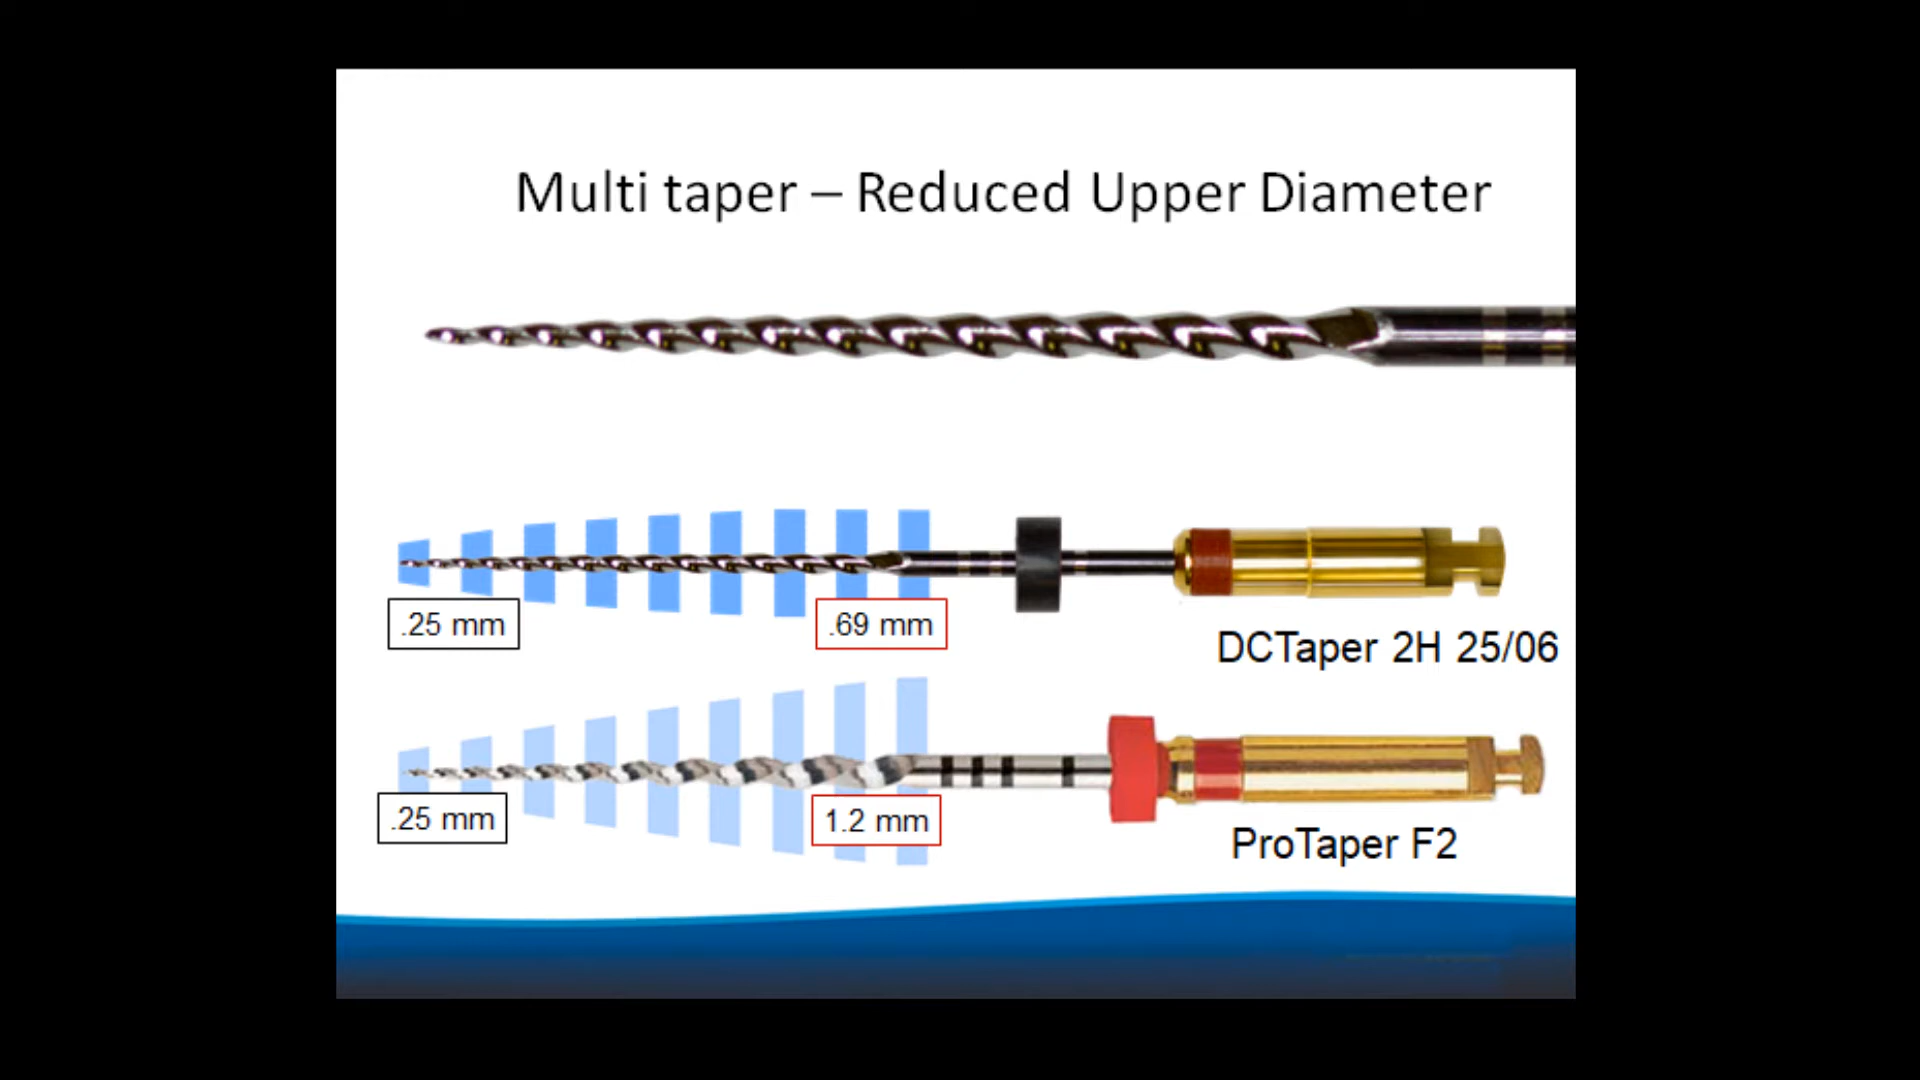 Multi taper – Reduced Upper Diameter
.25 mm
.69 mm
DCTaper 2H 25/06
.25 mm
1.2 mm
ProTaper F2